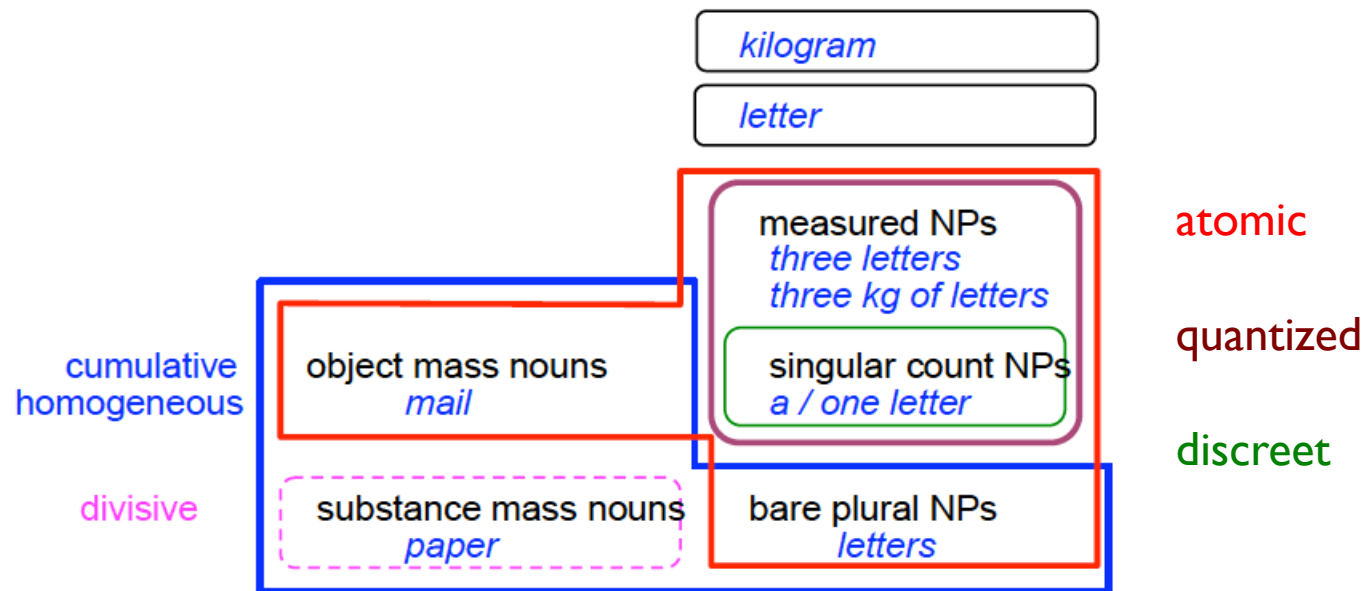 kilogram
letter
measured NPs
three letters
three kg of letters
atomic
quantized
cumulative
homogeneous
object mass nouns
mail
singular count NPs
a / one letter
discreet
divisive
substance mass nouns
paper
bare plural NPs
letters